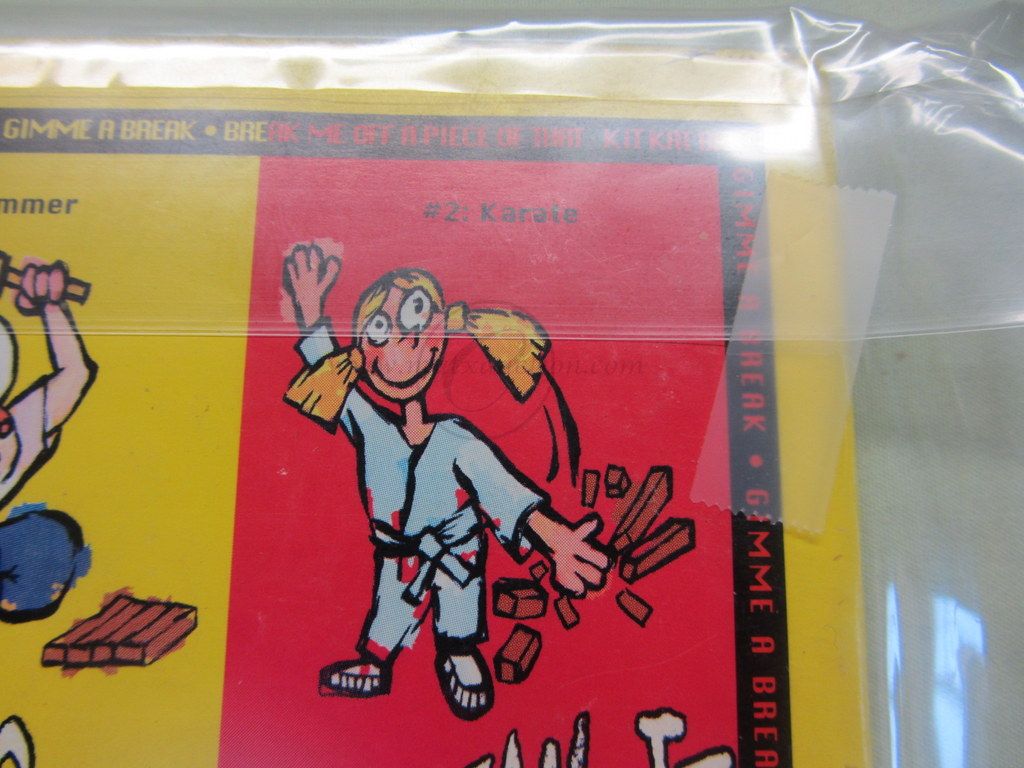 GIMME A BREAK • BREAK ME OFF A PIECE OF THAT KIT KAT
mmer
#2: Karate
GIMME A BREAK • GIMME A BREA